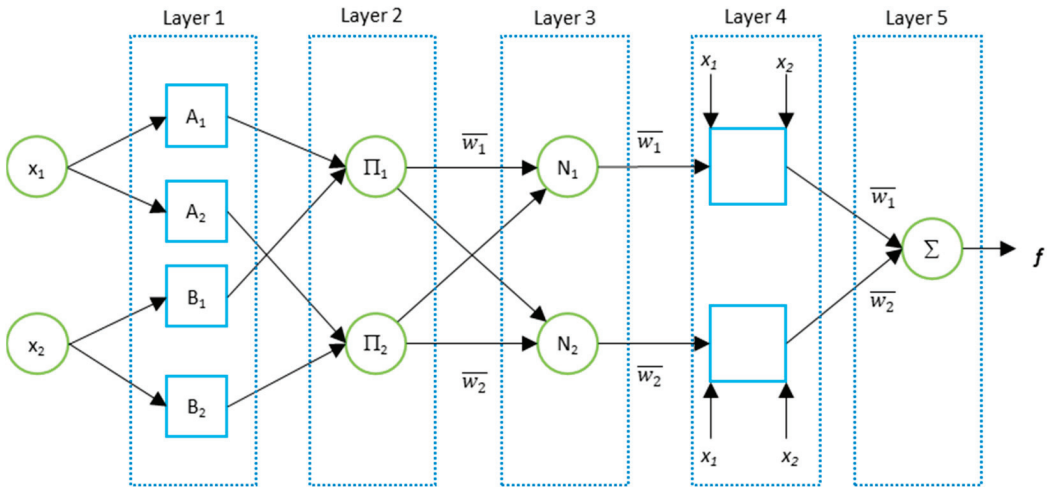 Layer 1
Layer 2
Layer 3
Layer 4
Layer 5
x₁
x₂
A₁
x₁
A₂
B₁
x₂
B₂
Π₁
Π₂
w̅₁
w̅₂
N₁
N₂
w̅₁
w̅₂
x₁
x₂
w̅₁
w̅₂
Σ
f